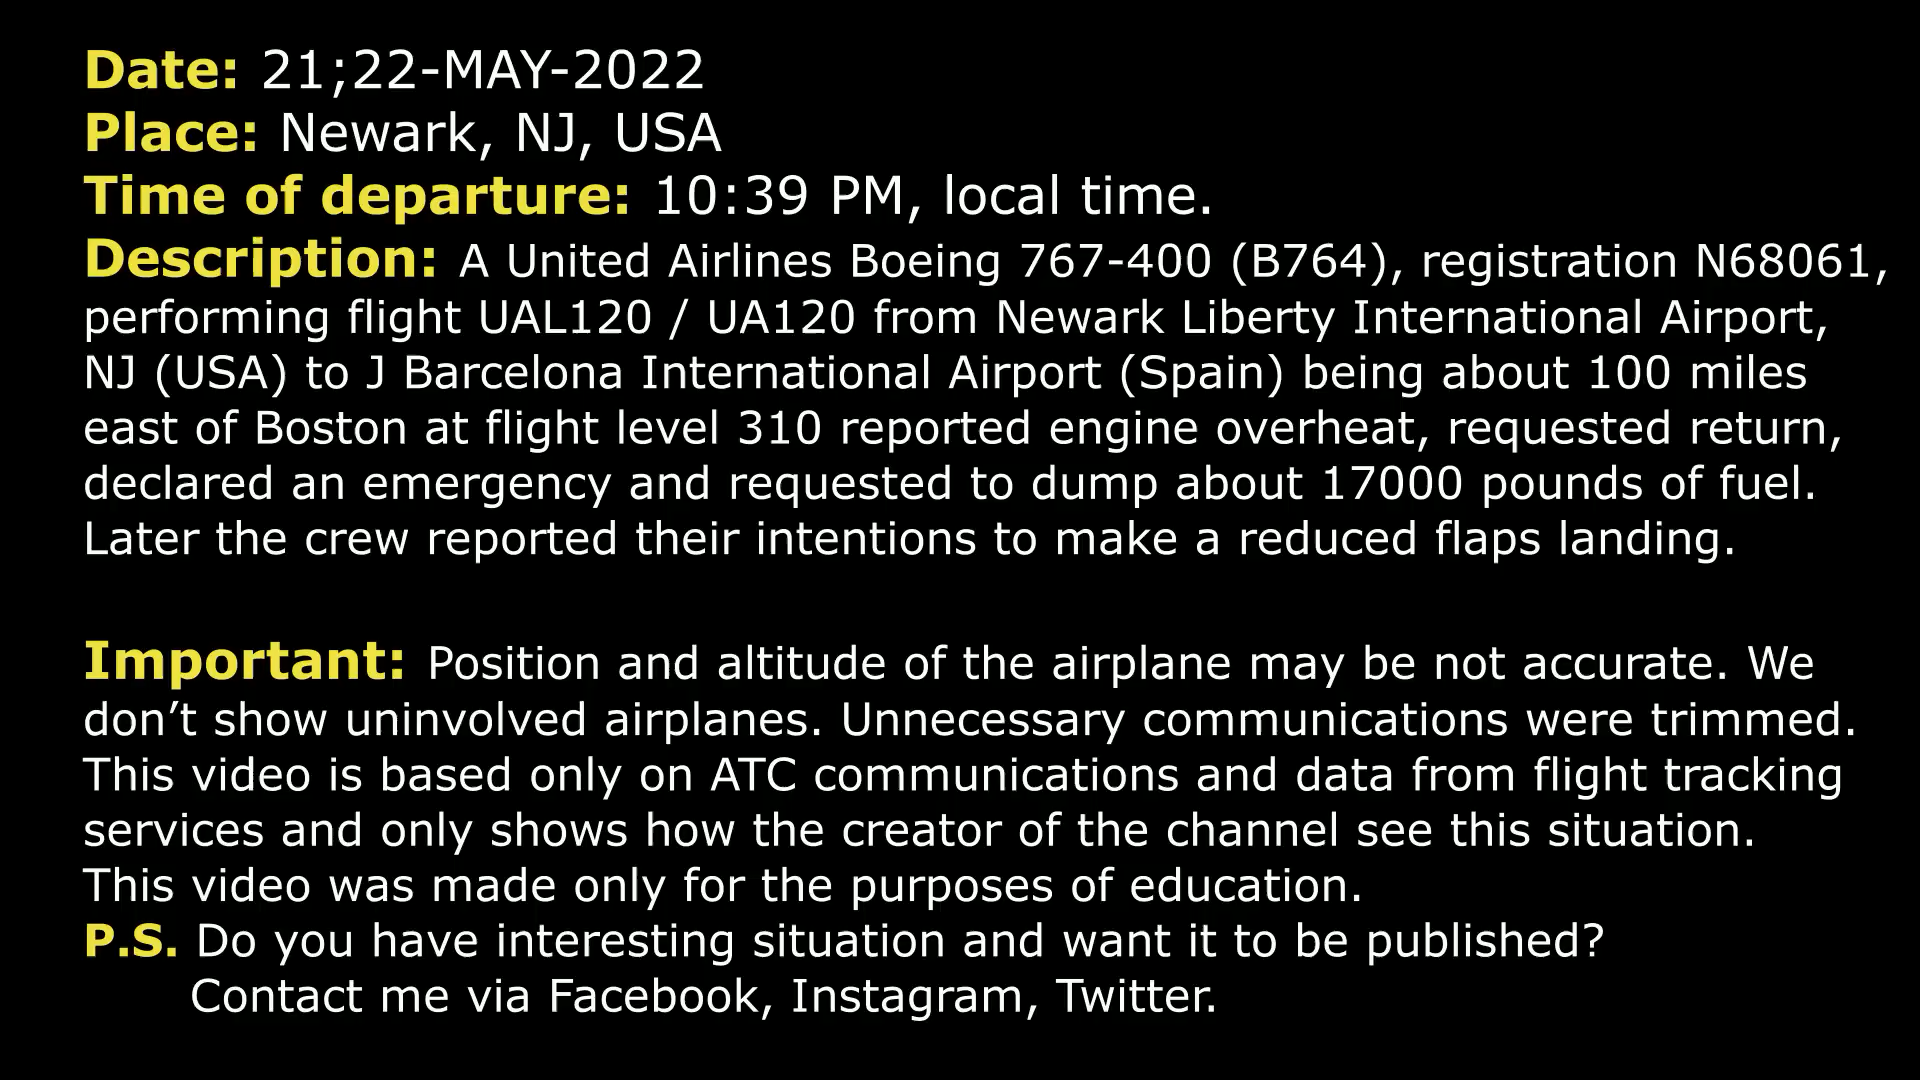 Date: 21;22-MAY-2022
Place: Newark, NJ, USA
Time of departure: 10:39 PM, local time.
Description: A United Airlines Boeing 767-400 (B764), registration N68061,
performing flight UAL120 / UA120 from Newark Liberty International Airport,
NJ (USA) to J Barcelona International Airport (Spain) being about 100 miles
east of Boston at flight level 310 reported engine overheat, requested return,
declared an emergency and requested to dump about 17000 pounds of fuel.
Later the crew reported their intentions to make a reduced flaps landing.
Important: Position and altitude of the airplane may be not accurate. We
don’t show uninvolved airplanes. Unnecessary communications were trimmed.
This video is based only on ATC communications and data from flight tracking
services and only shows how the creator of the channel see this situation.
This video was made only for the purposes of education.
P.S. Do you have interesting situation and want it to be published?
Contact me via Facebook, Instagram, Twitter.